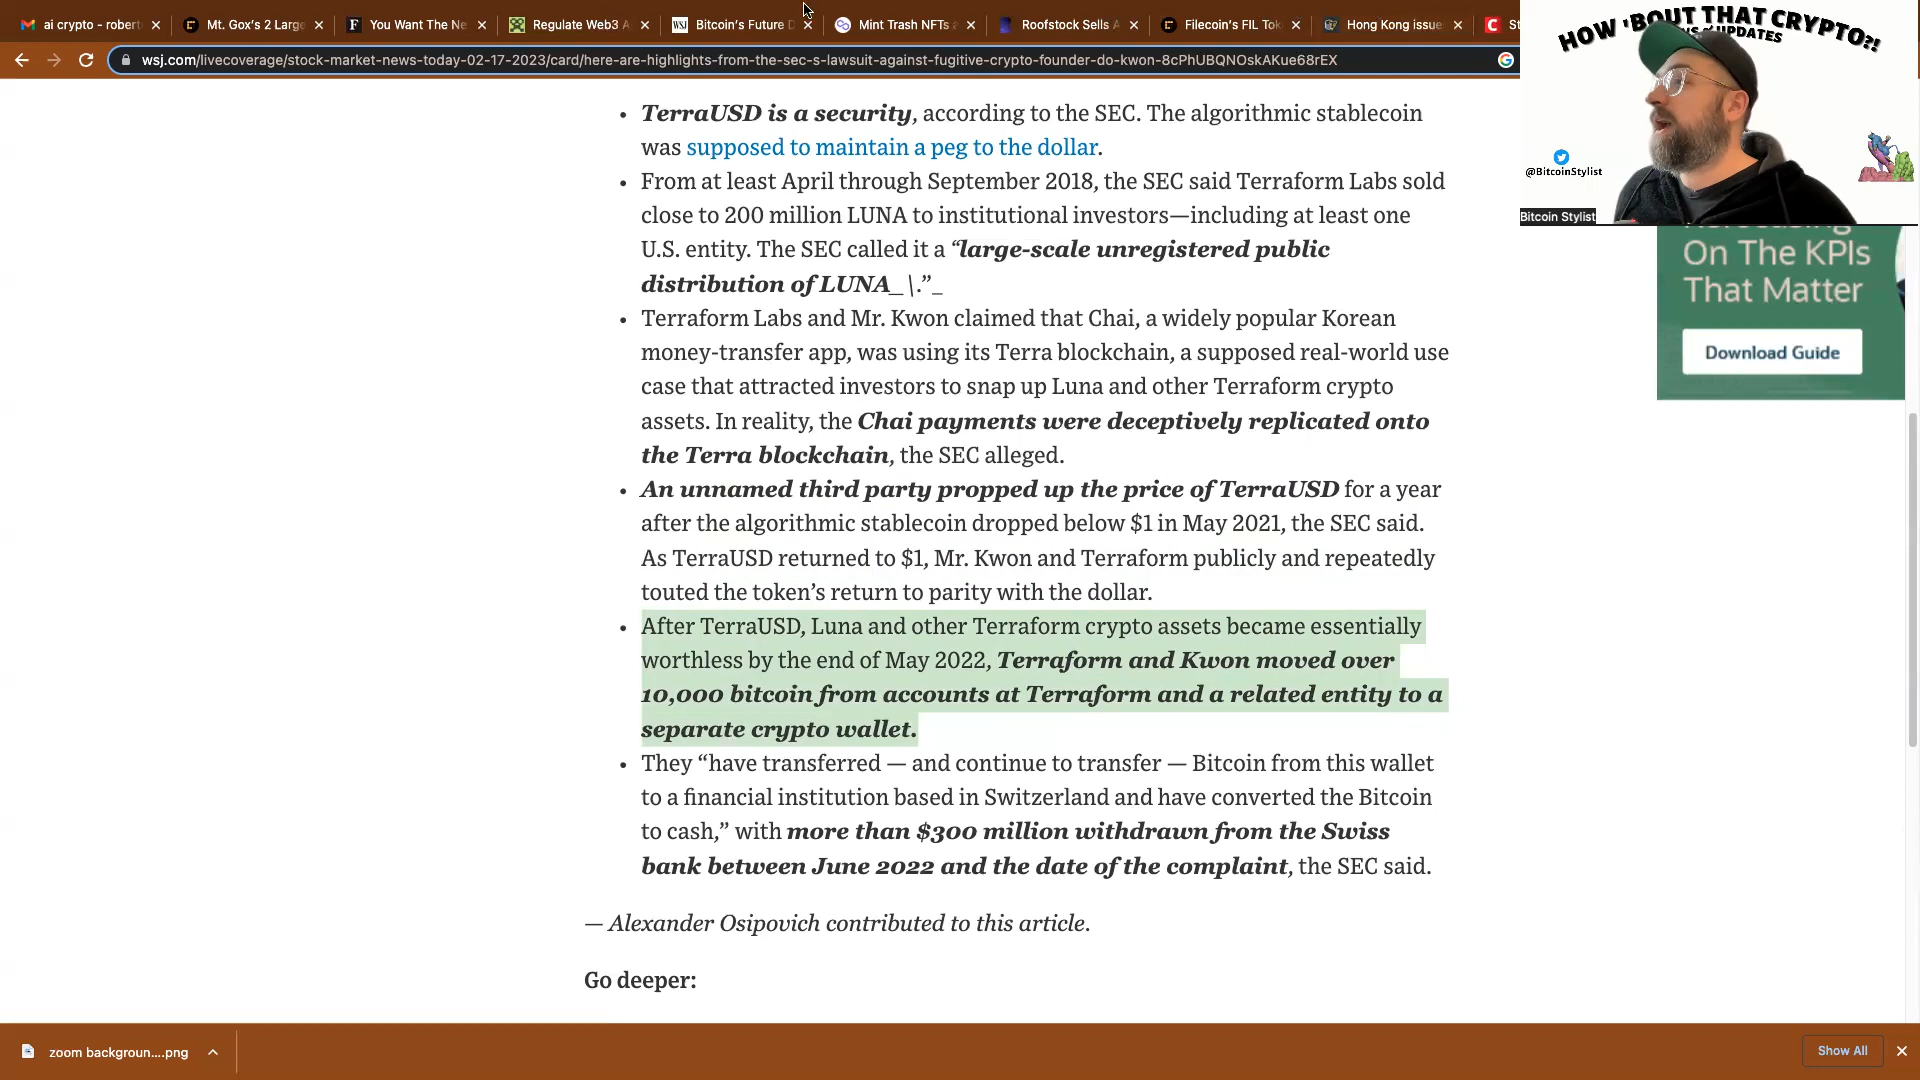 ai crypto - robert
Mt. Gox's 2 Large
You Want The Ne
Regulate Web3 A
WSJ Bitcoin's Future D
Mint Trash NFTs
Roofstock Sells A
Filecoin's FIL Tok
Hong Kong issue
wsj.com/livecoverage/stock-market-news-today-02-17-2023/card/here-are-highlights-from-the-sec-s-lawsuit-against-fugitive-crypto-founder-do-kwon-8cPhUBQNOskAKue68rEX
HOW 'BOUT THAT CRYPTO?!
UPDATES
@BitcoinStylist
Bitcoin Stylist
• TerraUSD is a security, according to the SEC. The algorithmic stablecoin
was supposed to maintain a peg to the dollar.
• From at least April through September 2018, the SEC said Terraform Labs sold
close to 200 million LUNA to institutional investors—including at least one
U.S. entity. The SEC called it a “large-scale unregistered public
distribution of LUNA_\.”_
• Terraform Labs and Mr. Kwon claimed that Chai, a widely popular Korean
money-transfer app, was using its Terra blockchain, a supposed real-world use
case that attracted investors to snap up Luna and other Terraform crypto
assets. In reality, the Chai payments were deceptively replicated onto
the Terra blockchain, the SEC alleged.
• An unnamed third party propped up the price of TerraUSD for a year
after the algorithmic stablecoin dropped below $1 in May 2021, the SEC said.
As TerraUSD returned to $1, Mr. Kwon and Terraform publicly and repeatedly
touted the token’s return to parity with the dollar.
• After TerraUSD, Luna and other Terraform crypto assets became essentially
worthless by the end of May 2022, Terraform and Kwon moved over
10,000 bitcoin from accounts at Terraform and a related entity to a
separate crypto wallet.
• They “have transferred — and continue to transfer — Bitcoin from this wallet
to a financial institution based in Switzerland and have converted the Bitcoin
to cash,” with more than $300 million withdrawn from the Swiss
bank between June 2022 and the date of the complaint, the SEC said.
— Alexander Osipovich contributed to this article.
Go deeper:
On The KPIs
That Matter
Download Guide
zoom backgroun....png
Show All